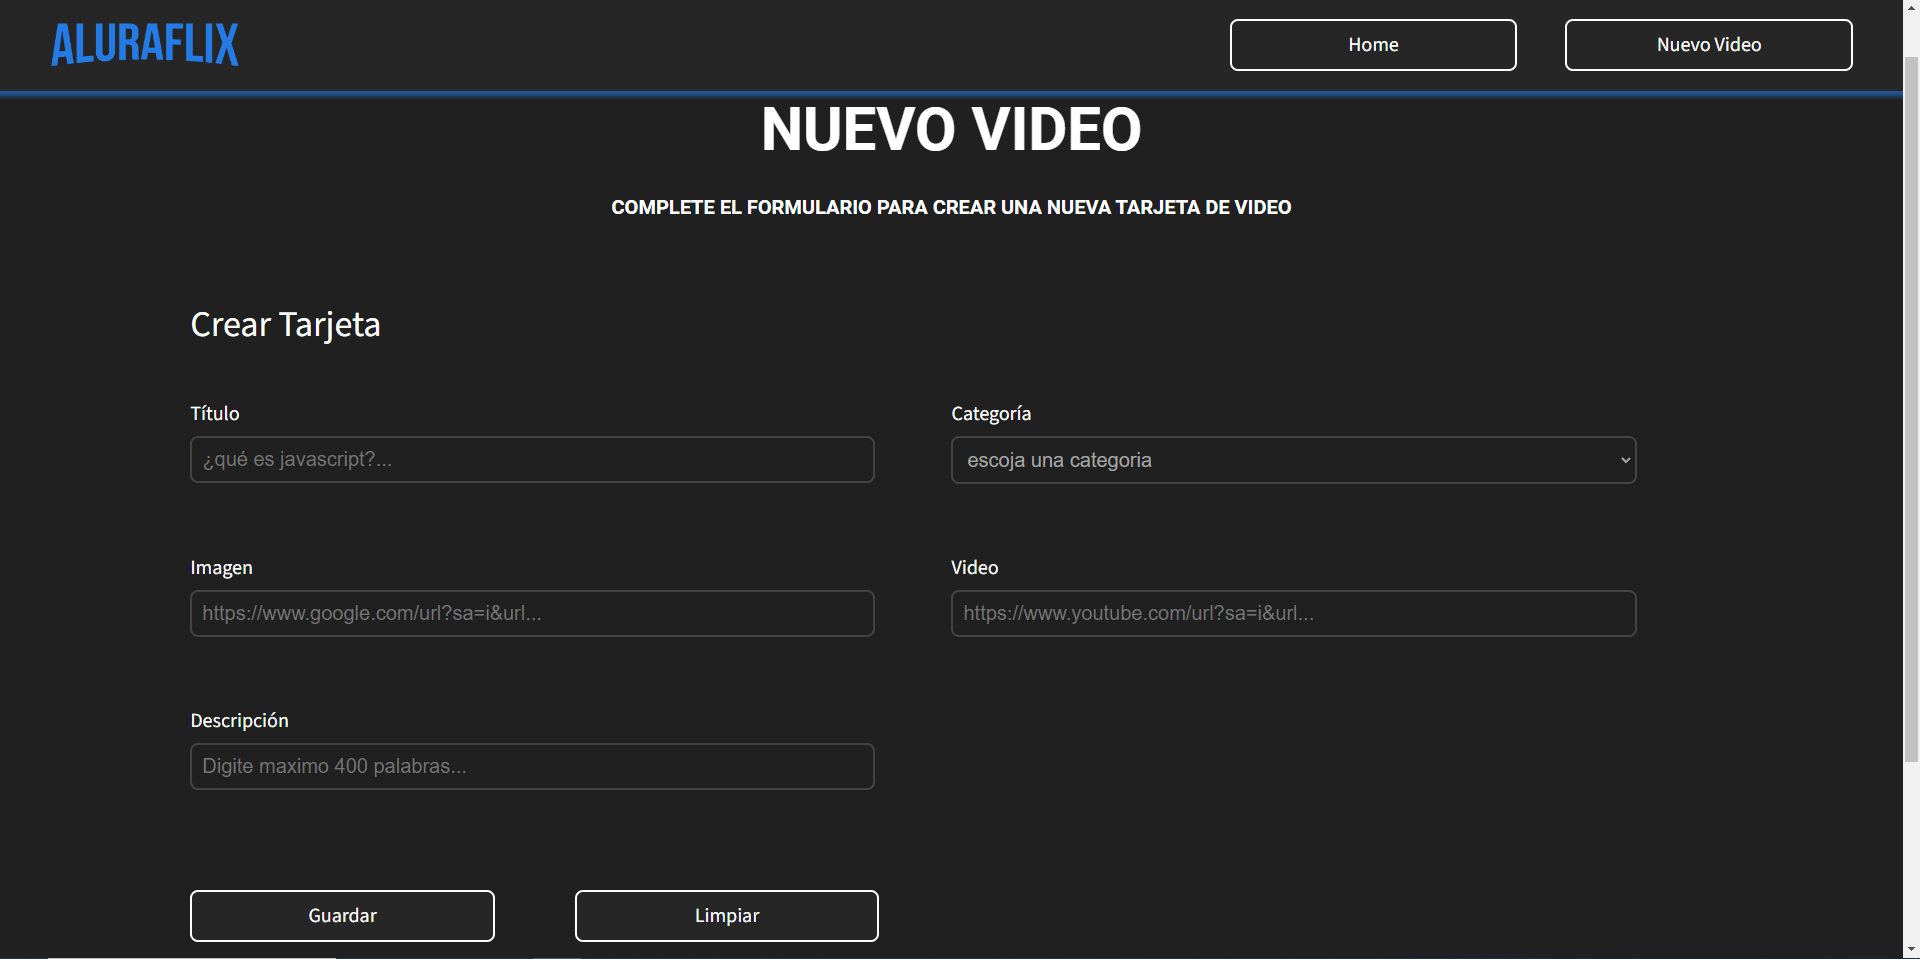 ALURAFLIX
Home
Nuevo Video
NUEVO VIDEO
COMPLETE EL FORMULARIO PARA CREAR UNA NUEVA TARJETA DE VIDEO
Crear Tarjeta
Título
¿qué es javascript?...
Categoría
escoja una categoria
Imagen
https://www.google.com/url?sa=i&url...
Video
https://www.youtube.com/url?sa=i&url...
Descripción
Digite maximo 400 palabras...
Guardar
Limpiar